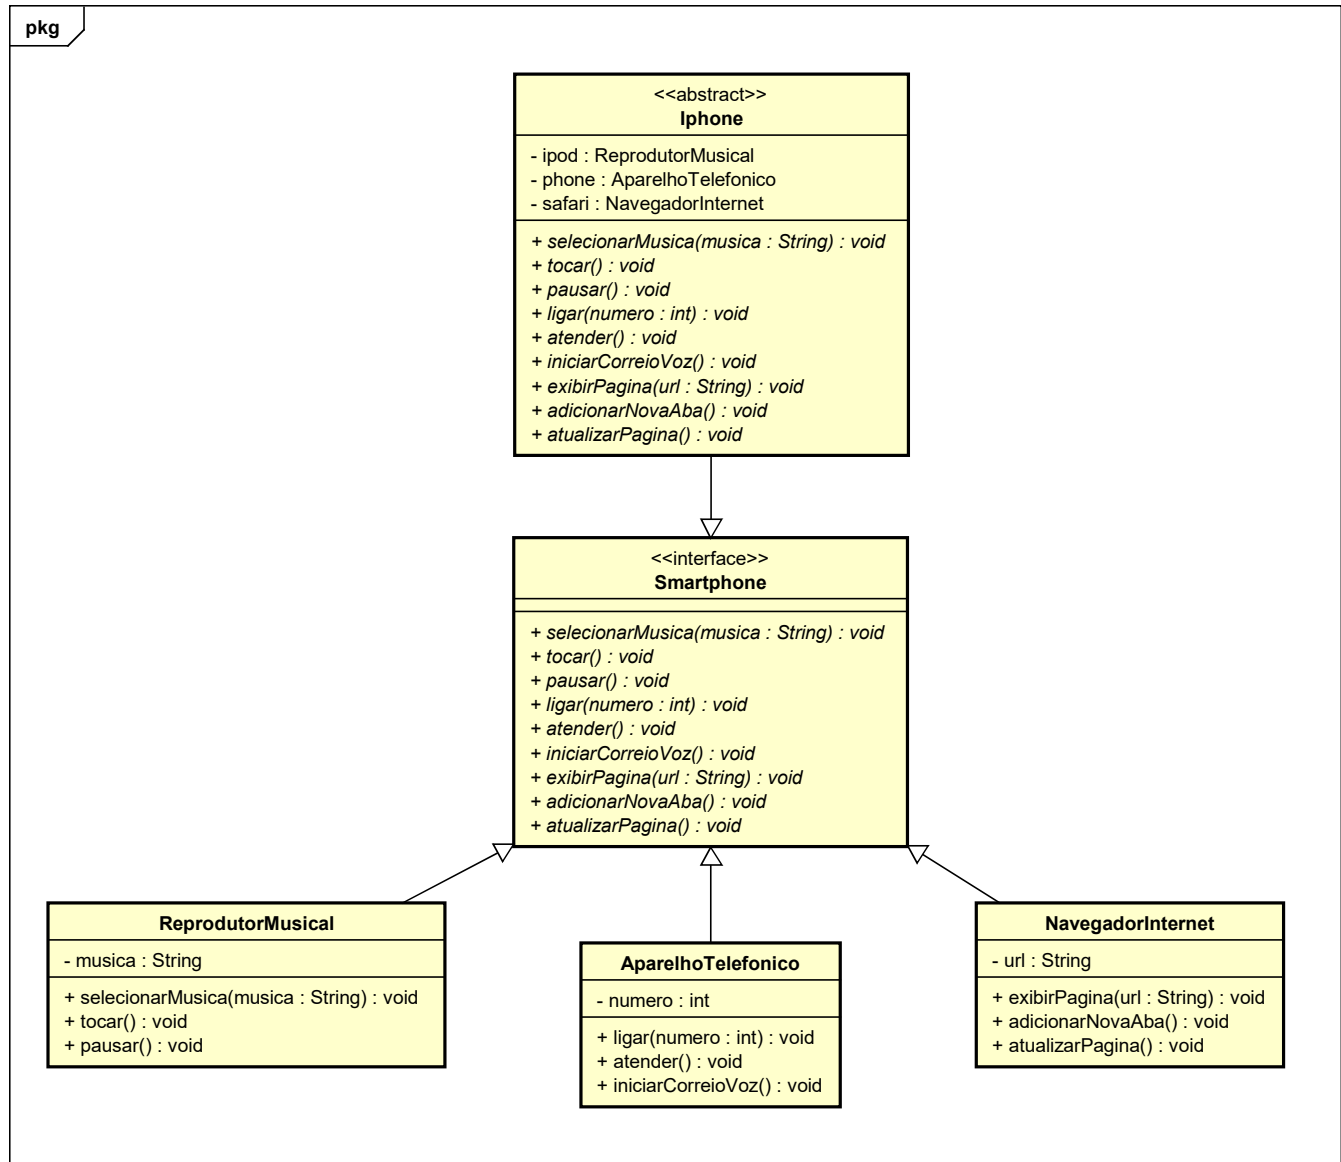 pkg
<<abstract>>
Iphone
- ipod : ReprodutorMusical
- phone : AparelhoTelefonico
- safari : NavegadorInternet
+ selecionarMusica(musica : String) : void
+ tocar() : void
+ pausar() : void
+ ligar(numero : int) : void
+ atender() : void
+ iniciarCorreioVoz() : void
+ exibirPagina(url : String) : void
+ adicionarNovaAba() : void
+ atualizarPagina() : void
<<interface>>
Smartphone
+ selecionarMusica(musica : String) : void
+ tocar() : void
+ pausar() : void
+ ligar(numero : int) : void
+ atender() : void
+ iniciarCorreioVoz() : void
+ exibirPagina(url : String) : void
+ adicionarNovaAba() : void
+ atualizarPagina() : void
ReprodutorMusical
- musica : String
+ selecionarMusica(musica : String) : void
+ tocar() : void
+ pausar() : void
AparelhoTelefonico
- numero : int
+ ligar(numero : int) : void
+ atender() : void
+ iniciarCorreioVoz() : void
NavegadorInternet
- url : String
+ exibirPagina(url : String) : void
+ adicionarNovaAba() : void
+ atualizarPagina() : void